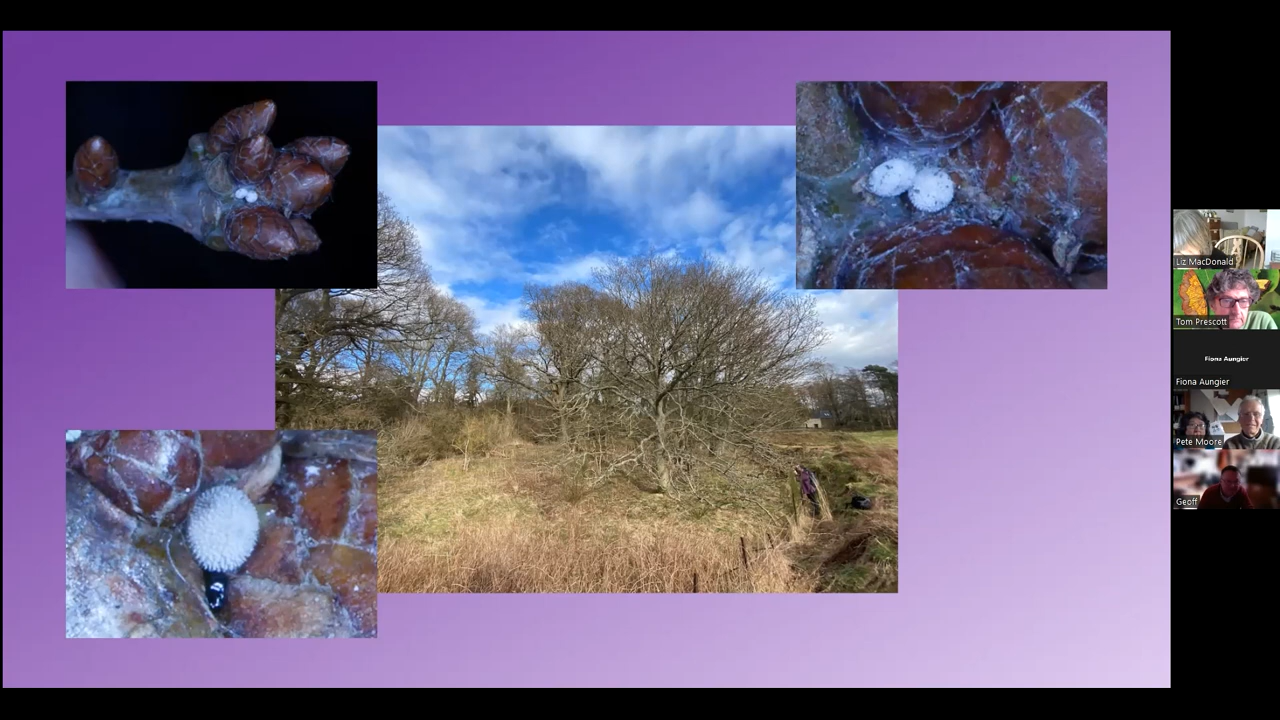 Liz MacDonald
Tom Prescott
Fiona Aungier
Fiona Aungier
Pete Moore
Geoff